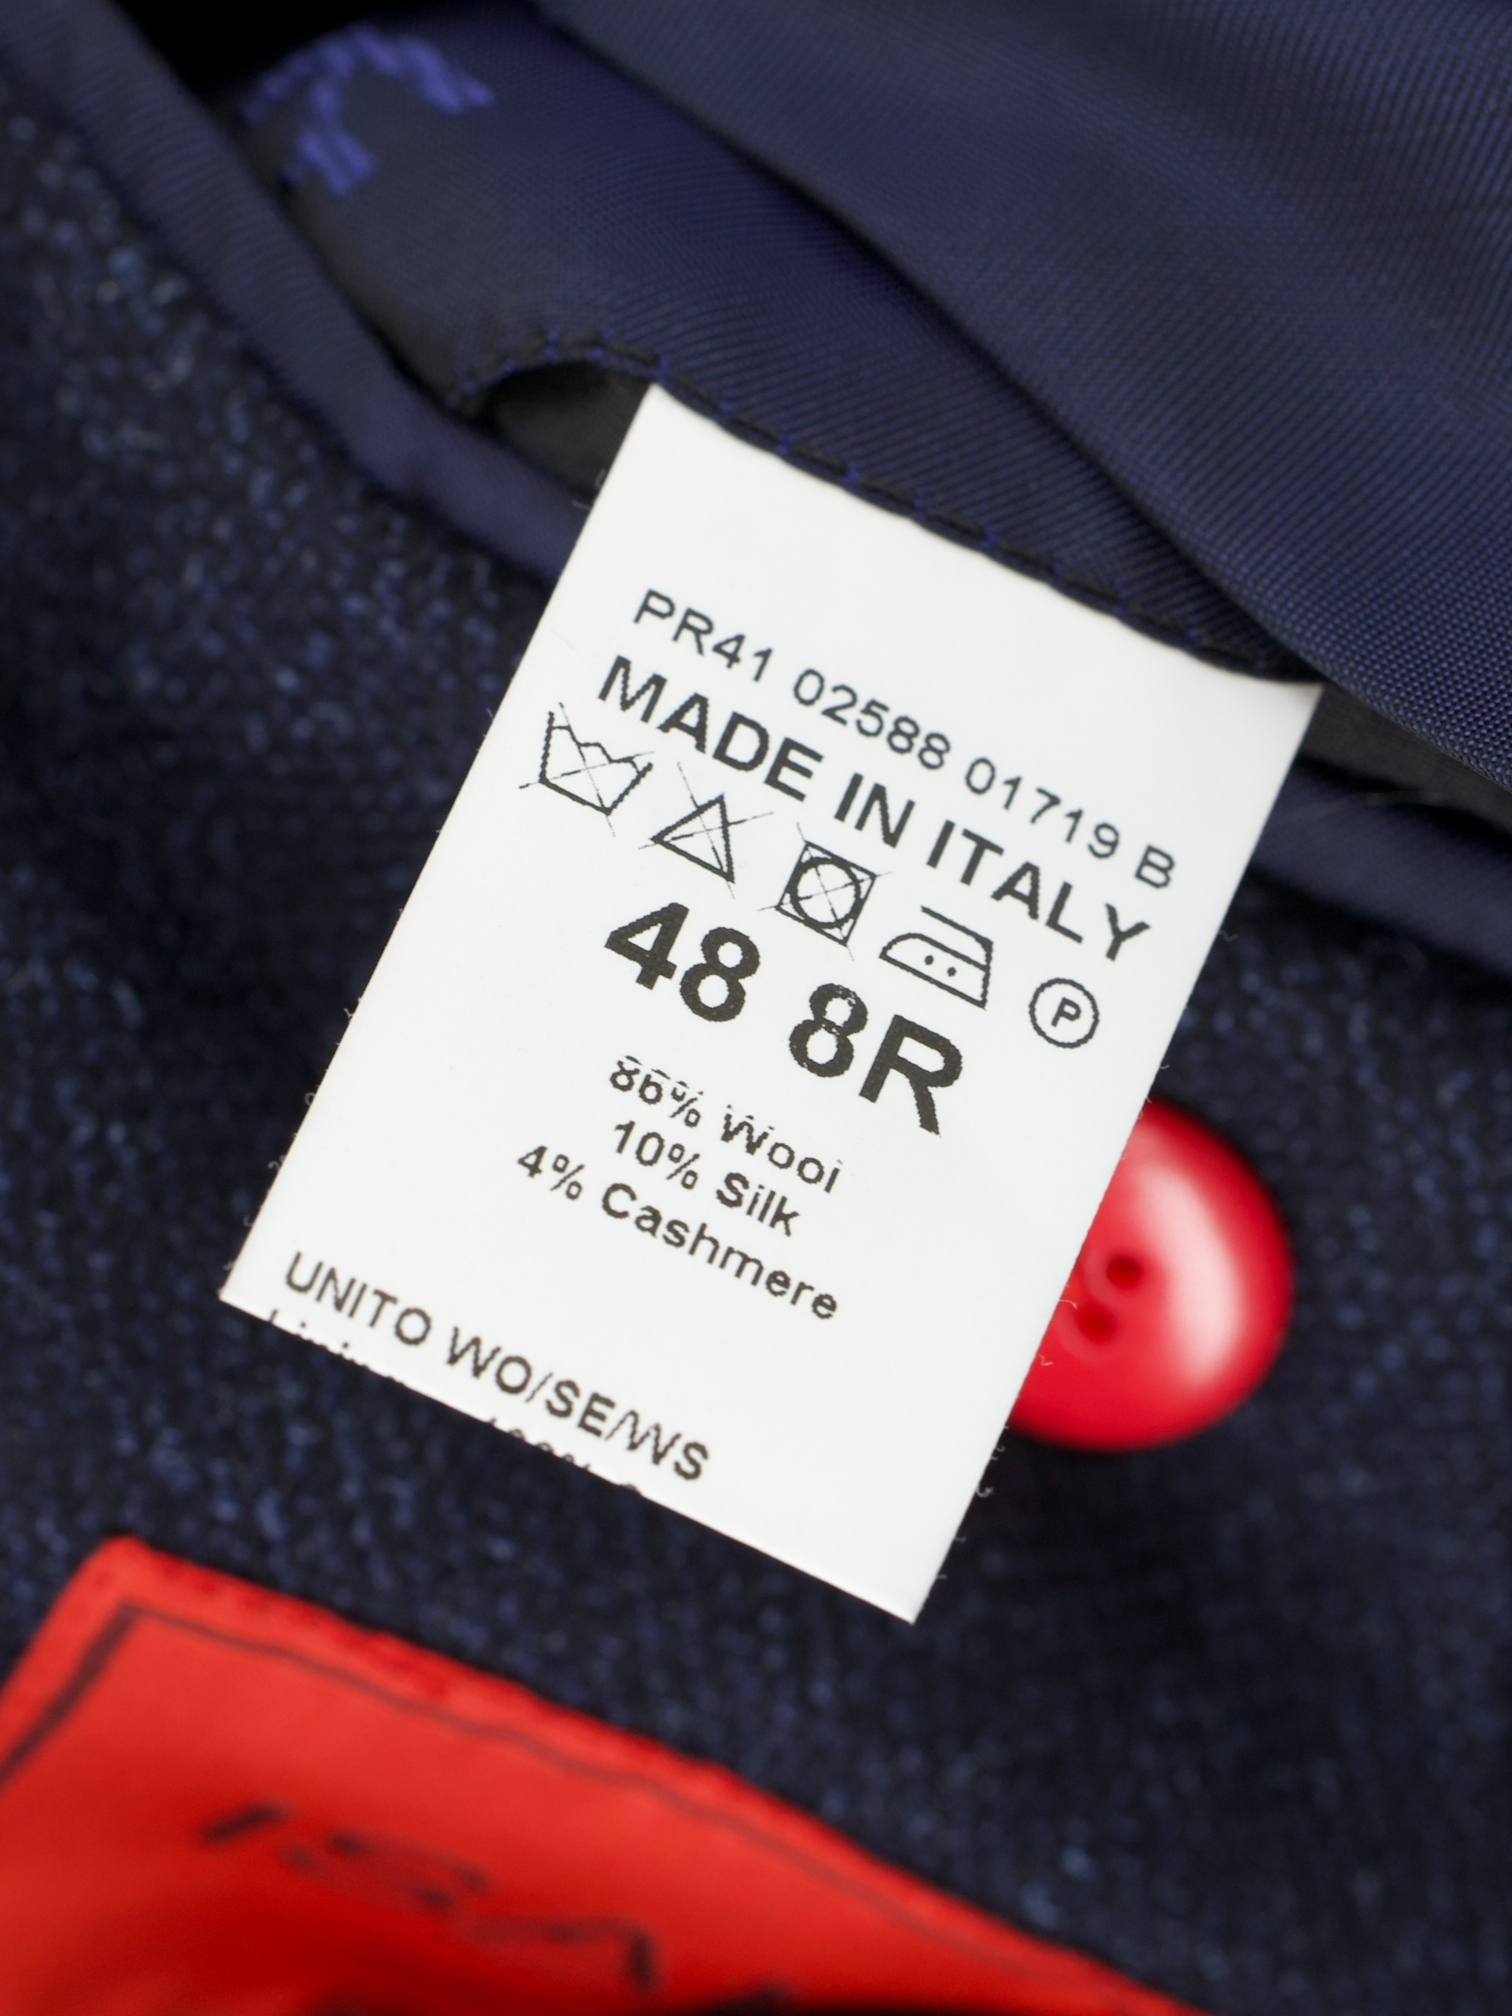 PR41 02588 01719 B
MADE IN ITALY
P
48 8R
86% Wool
10% Silk
4% Cashmere
UNITO WO/SE/WS